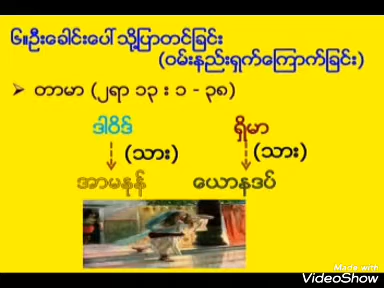 ၆။ဦးခေါင်းပေါ်သို့ပြာတင်ခြင်း
(ဝမ်းနည်းရှက်ကြောက်ခြင်း)
➢ တာမာ (၂ရာ ၁၃ : ၁ - ၃၈)
ဒါဝိဒ် ရှိမာ
(သား) (သား)
အာမနုန် ယောနဒပ်
Made with
VideoShow